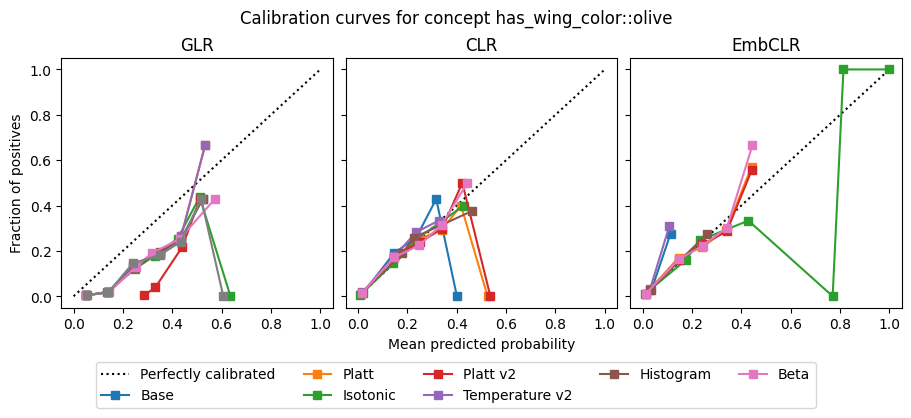 Calibration curves for concept has_wing_color::olive
GLR
CLR
EmbCLR
Fraction of positives
1.0
0.8
0.6
0.4
0.2
0.0
0.0 0.2 0.4 0.6 0.8 1.0
0.0 0.2 0.4 0.6 0.8 1.0
0.0 0.2 0.4 0.6 0.8 1.0
Mean predicted probability
Perfectly calibrated
Base
Platt
Isotonic
Platt v2
Temperature v2
Histogram
Beta